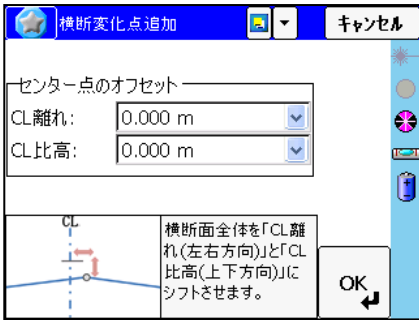 横断変化点追加
キャンセル
センター点のオフセット
CL離れ: 0.000 m
CL比高: 0.000 m
CL
横断面全体を「CL離
れ(左右方向)」と「CL
比高(上下方向)」に
シフトさせます。
OK